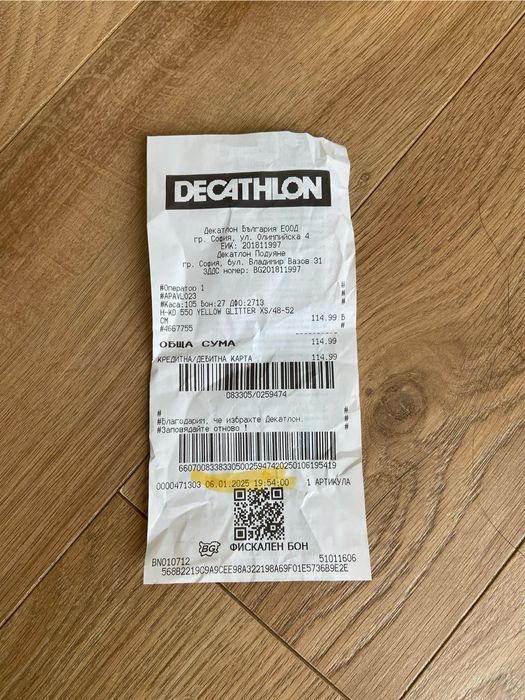 DECATHLON
Декатлон България ЕООД
гр. София, ул. Олимпийска 4
ЕИК: 201811997
Декатлон Подуяне
гр. София, бул. Владимир Вазов 31
ЗДДС номер: BG201811997
#Оператор 1 #
#APAVL023 #
#Каса:105 Бон:27 ДФО:2713 #
H-KD 550 YELLOW GLITTER XS/48-52
CM 114.99 Б
#4667755 #
ОБЩА СУМА 114.99
КРЕДИТНА/ДЕБИТНА КАРТА 114.99
083305/0259474
# #
#Благодарим, че избрахте Декатлон. #
#Заповядайте отново ! #
660700833833050025947420250106195419
0000471303 06.01.2025 19:54:00 1 АРТИКУЛА
BG ФИСКАЛЕН БОН
BN010712 51011606
568B2219C9A9CEE98A322198A69F01E5736B9E2E